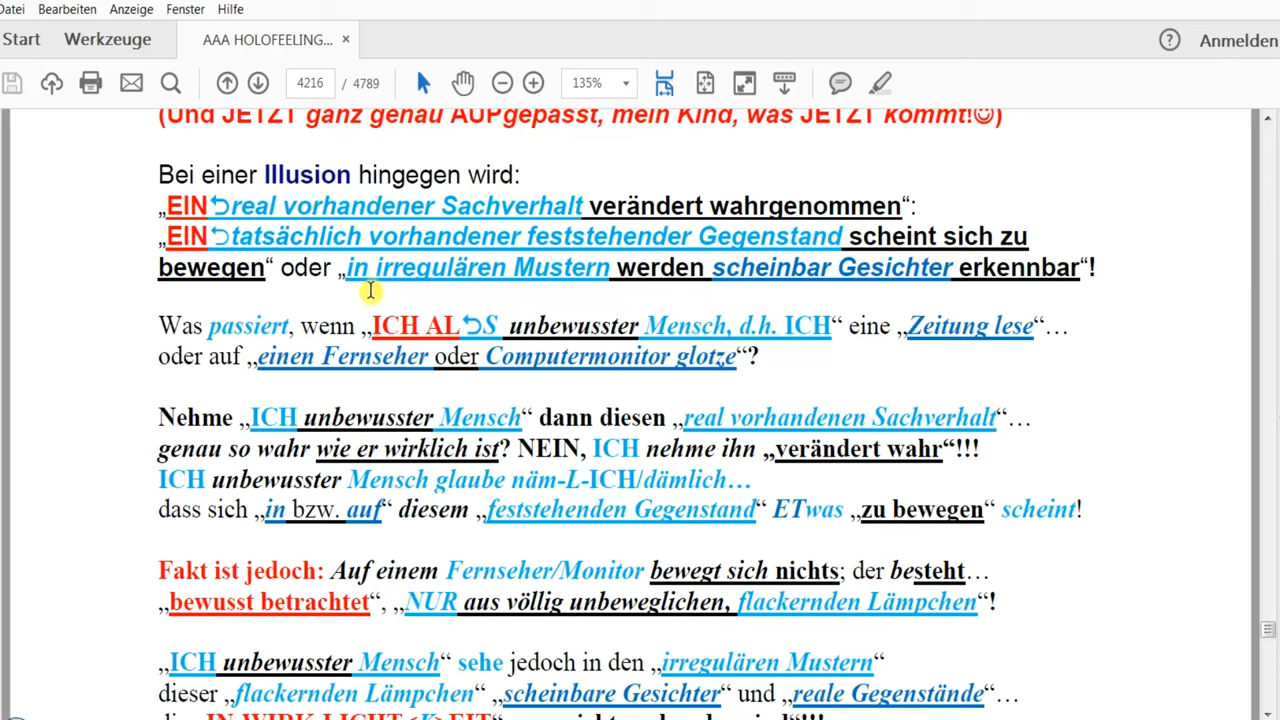 Datei Bearbeiten Anzeige Fenster Hilfe
Start Werkzeuge AAA HOLOFEELING... × ? Anmelden
4216 / 4789 135%
(Und JETZT ganz genau AUPgepasst, mein Kind, was JETZT kommt!☺)
Bei einer Illusion hingegen wird:
„EIN⮌real vorhandener Sachverhalt verändert wahrgenommen“:
„EIN⮌tatsächlich vorhandener feststehender Gegenstand scheint sich zu
bewegen“ oder „in irregulären Mustern werden scheinbar Gesichter erkennbar“!
Was passiert, wenn „ICH AL⮌S unbewusster Mensch, d.h. ICH“ eine „Zeitung lese“…
oder auf „einen Fernseher oder Computermonitor glotze“?
Nehme „ICH unbewusster Mensch“ dann diesen „real vorhandenen Sachverhalt“…
genau so wahr wie er wirklich ist? NEIN, ICH nehme ihn „verändert wahr“!!!
ICH unbewusster Mensch glaube näm-L-ICH/dämlich…
dass sich „in bzw. auf“ diesem „feststehenden Gegenstand“ ETwas „zu bewegen“ scheint!
Fakt ist jedoch: Auf einem Fernseher/Monitor bewegt sich nichts; der besteht…
„bewusst betrachtet“, „NUR aus völlig unbeweglichen, flackernden Lämpchen“!
„ICH unbewusster Mensch“ sehe jedoch in den „irregulären Mustern“
dieser „flackernden Lämpchen“ „scheinbare Gesichter“ und „reale Gegenstände“…